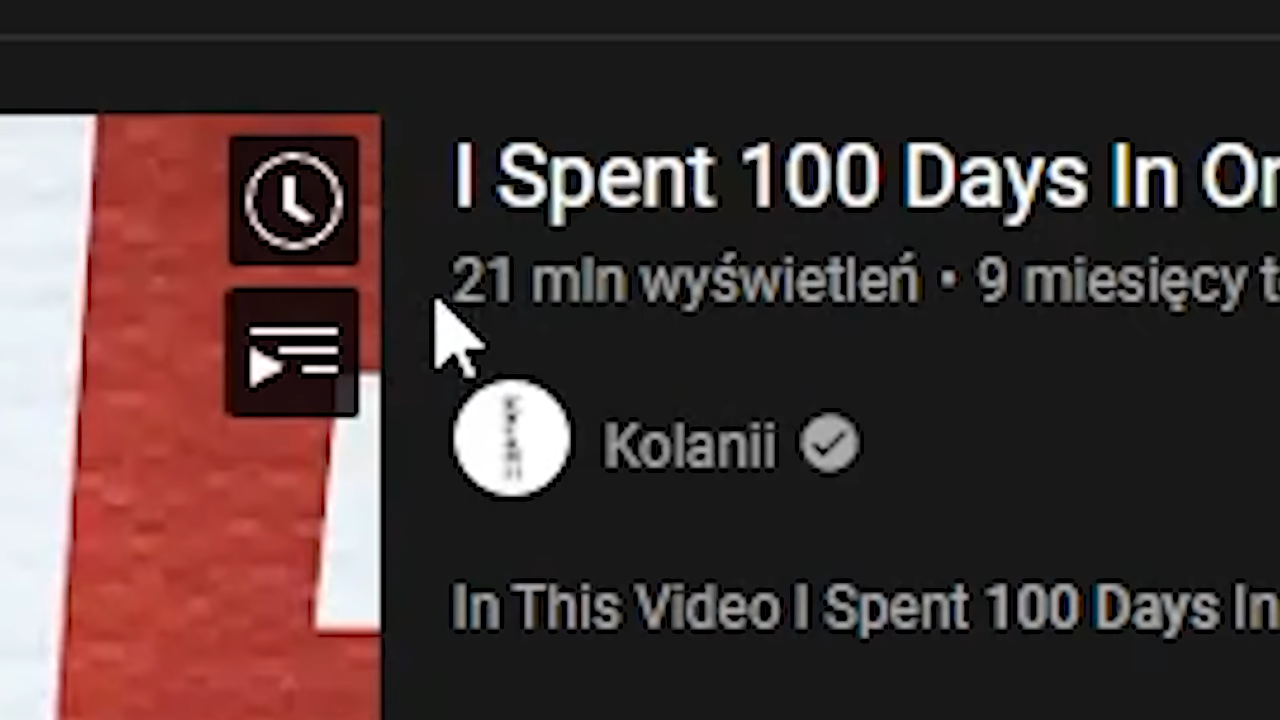 I Spent 100 Days In
21 mln wyświetleń • 9 miesięcy
Kolanii
In This Video I Spent 100 Days In